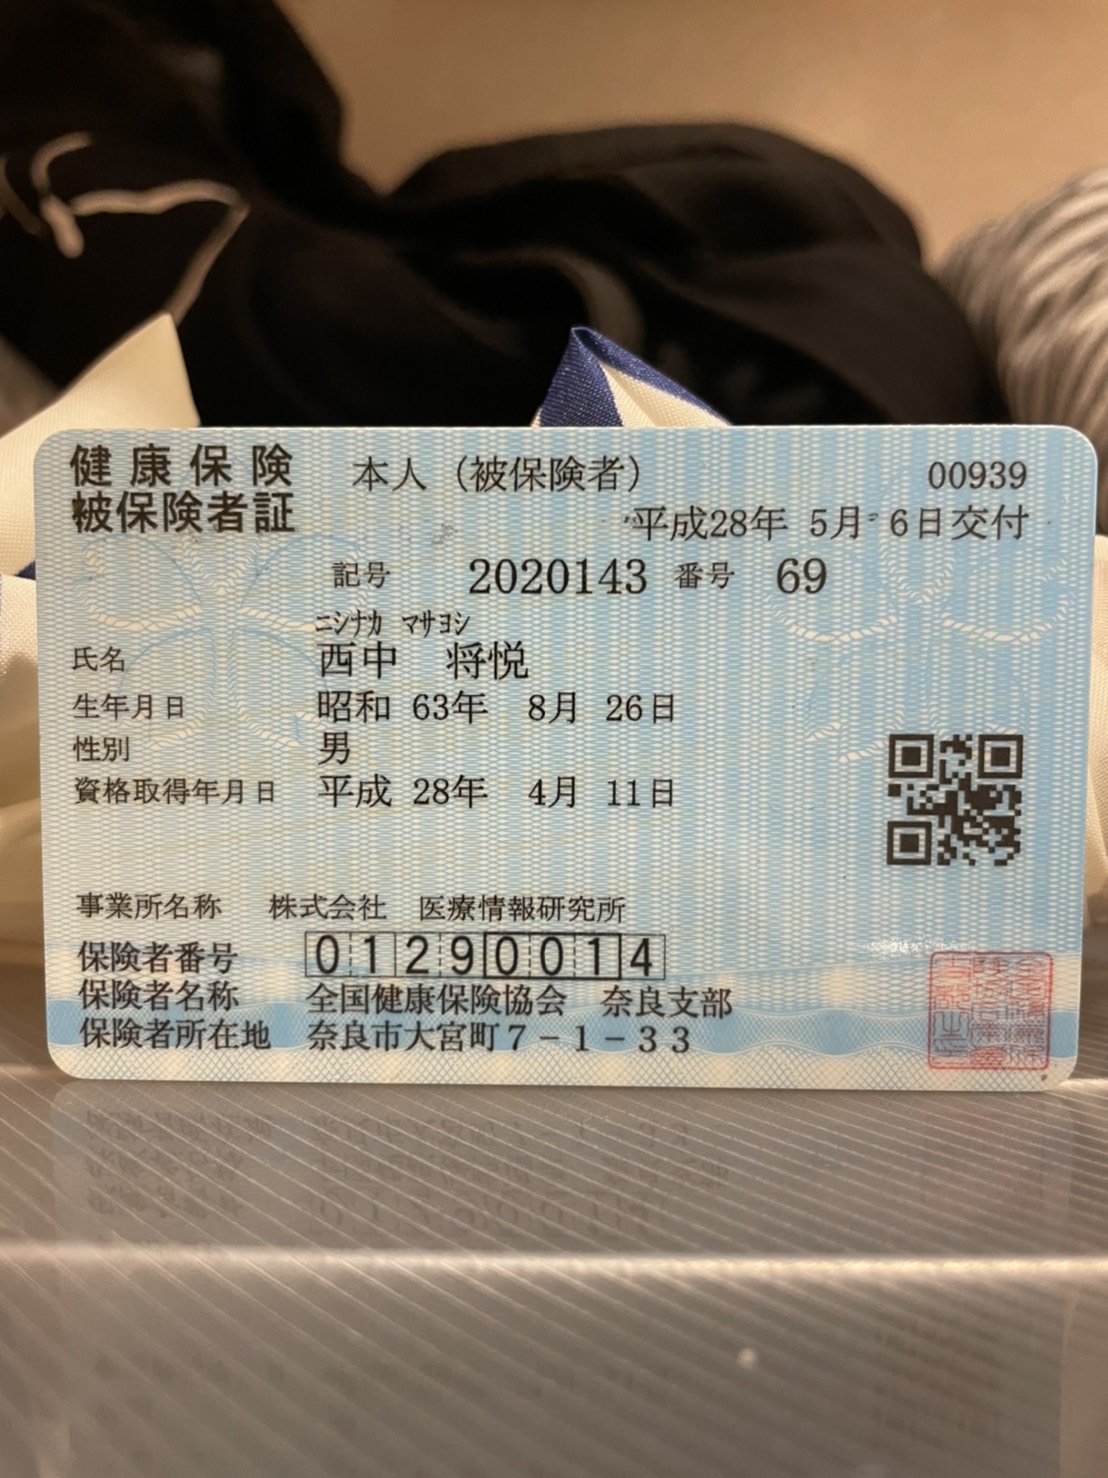 健康保険 本人(被保険者) 00939
被保険者証 平成28年 5月 6日交付
記号 2020143 番号 69
ニシナカ マサヨシ
氏名 西中 将悦
生年月日 昭和 63年 8月 26日
性別 男
資格取得年月日 平成 28年 4月 11日
事業所名称 株式会社 医療情報研究所
保険者番号 01290014
保険者名称 全国健康保険協会 奈良支部
保険者所在地 奈良市大宮町7-1-33